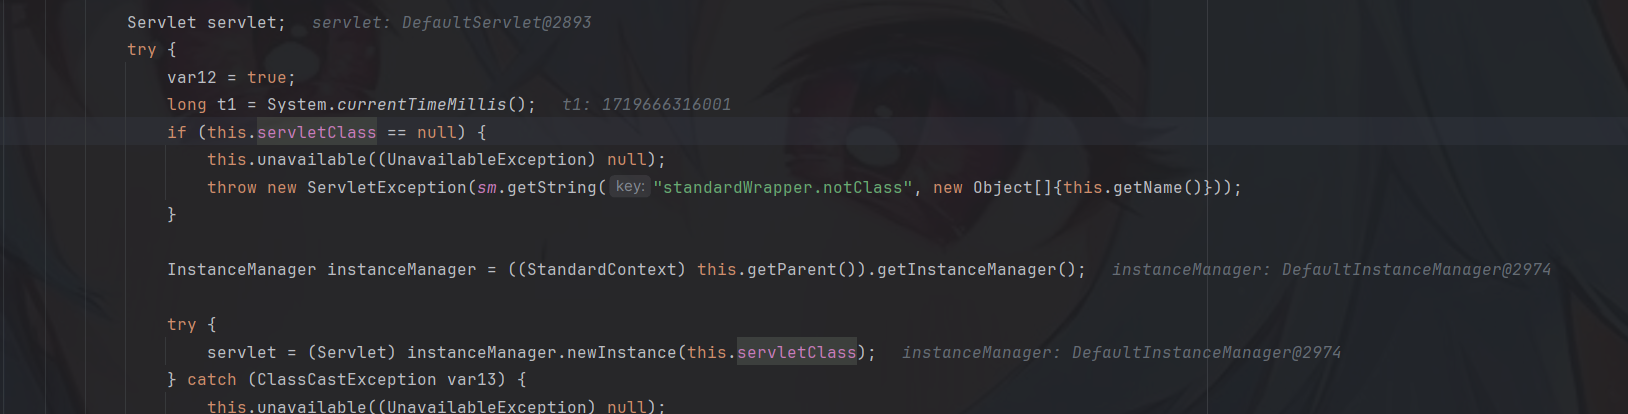 Servlet servlet;   servlet: DefaultServlet@2893
try {
var12 = true;
long t1 = System.currentTimeMillis();   t1: 1719666316001
if (this.servletClass == null) {
this.unavailable((UnavailableException) null);
throw new ServletException(sm.getString( key: "standardWrapper.notClass", new Object[]{this.getName()}));
}
InstanceManager instanceManager = ((StandardContext) this.getParent()).getInstanceManager();   instanceManager: DefaultInstanceManager@2974
try {
servlet = (Servlet) instanceManager.newInstance(this.servletClass);   instanceManager: DefaultInstanceManager@2974
} catch (ClassCastException var13) {
this.unavailable((UnavailableException) null);